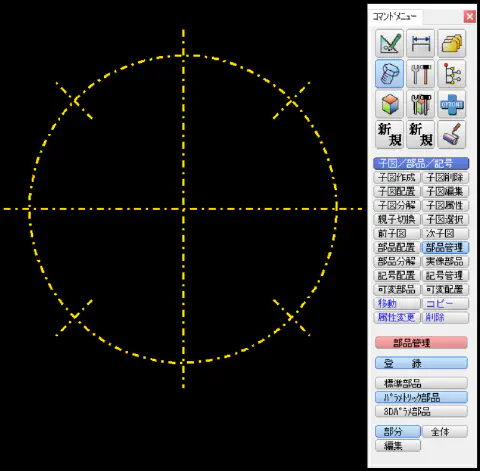 コマンドメニュー
OPTIONS
新規 新規
子図/部品/記号
子図作成 子図削除
子図配置 子図編集
子図分解 子図属性
親子切換 子図選択
前子図 次子図
部品配置 部品管理
部品分解 実像部品
記号配置 記号管理
可変部品 可変配置
移動 コピー
属性変更 削除
部品管理
登 録
標準部品
パラメトリック部品
3Dパラメ部品
部分 全体
編集